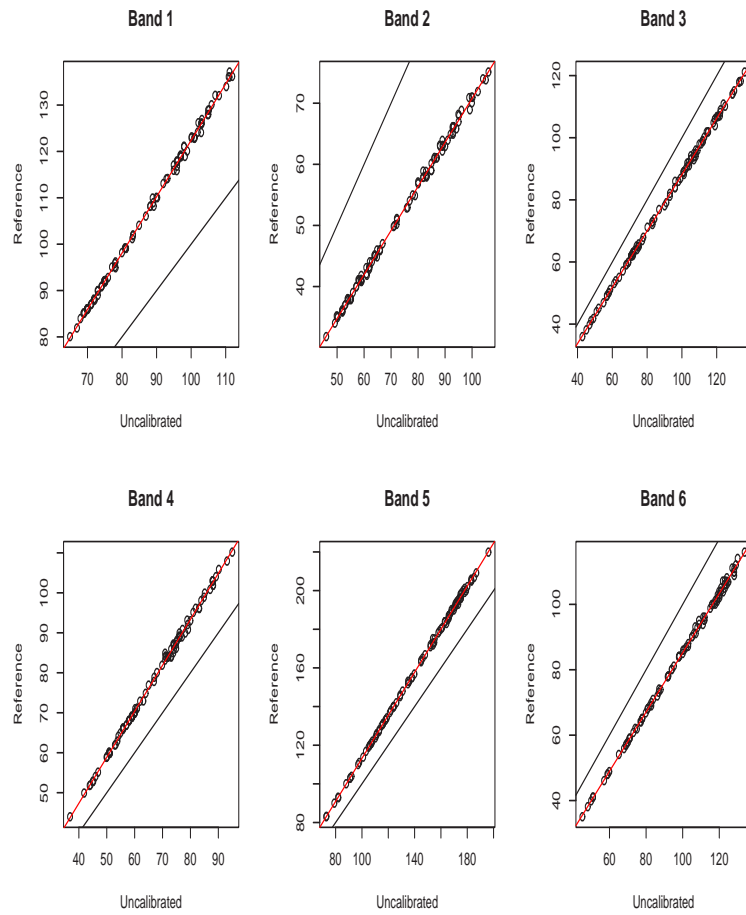 Band 1
Band 2
Band 3
Reference
80 90 100 110 120 130
70 80 90 100 110
Uncalibrated
Reference
40 50 60 70
50 60 70 80 90 100
Uncalibrated
Reference
40 60 80 100 120
40 60 80 100 120
Uncalibrated
Band 4
Band 5
Band 6
Reference
50 60 70 80 90 100
40 50 60 70 80 90
Uncalibrated
Reference
80 120 160 200
80 100 140 180
Uncalibrated
Reference
40 60 80 100
60 80 100 120
Uncalibrated